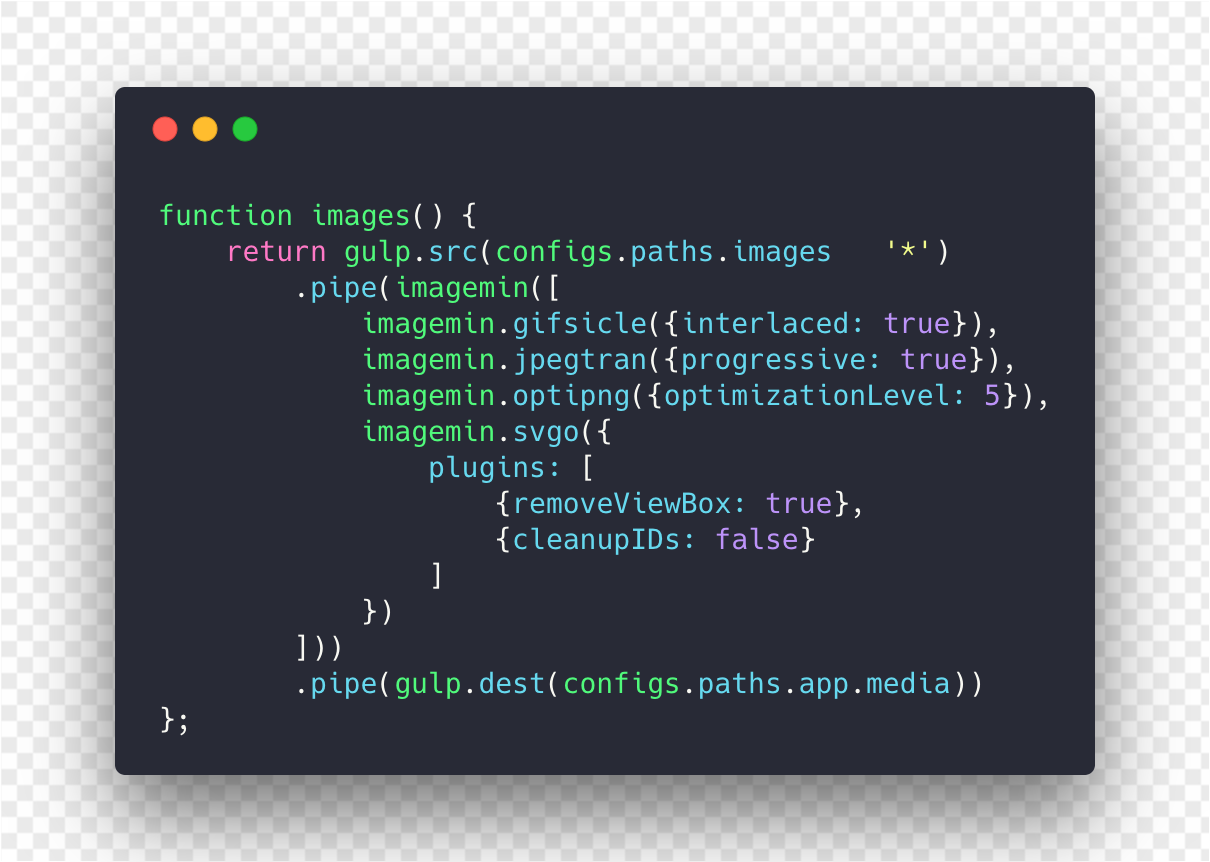 function images() {
    return gulp.src(configs.paths.images   '*')
        .pipe(imagemin([
            imagemin.gifsicle({interlaced: true}),
            imagemin.jpegtran({progressive: true}),
            imagemin.optipng({optimizationLevel: 5}),
            imagemin.svgo({
                plugins: [
                    {removeViewBox: true},
                    {cleanupIDs: false}
                ]
            })
        ]))
        .pipe(gulp.dest(configs.paths.app.media))
};